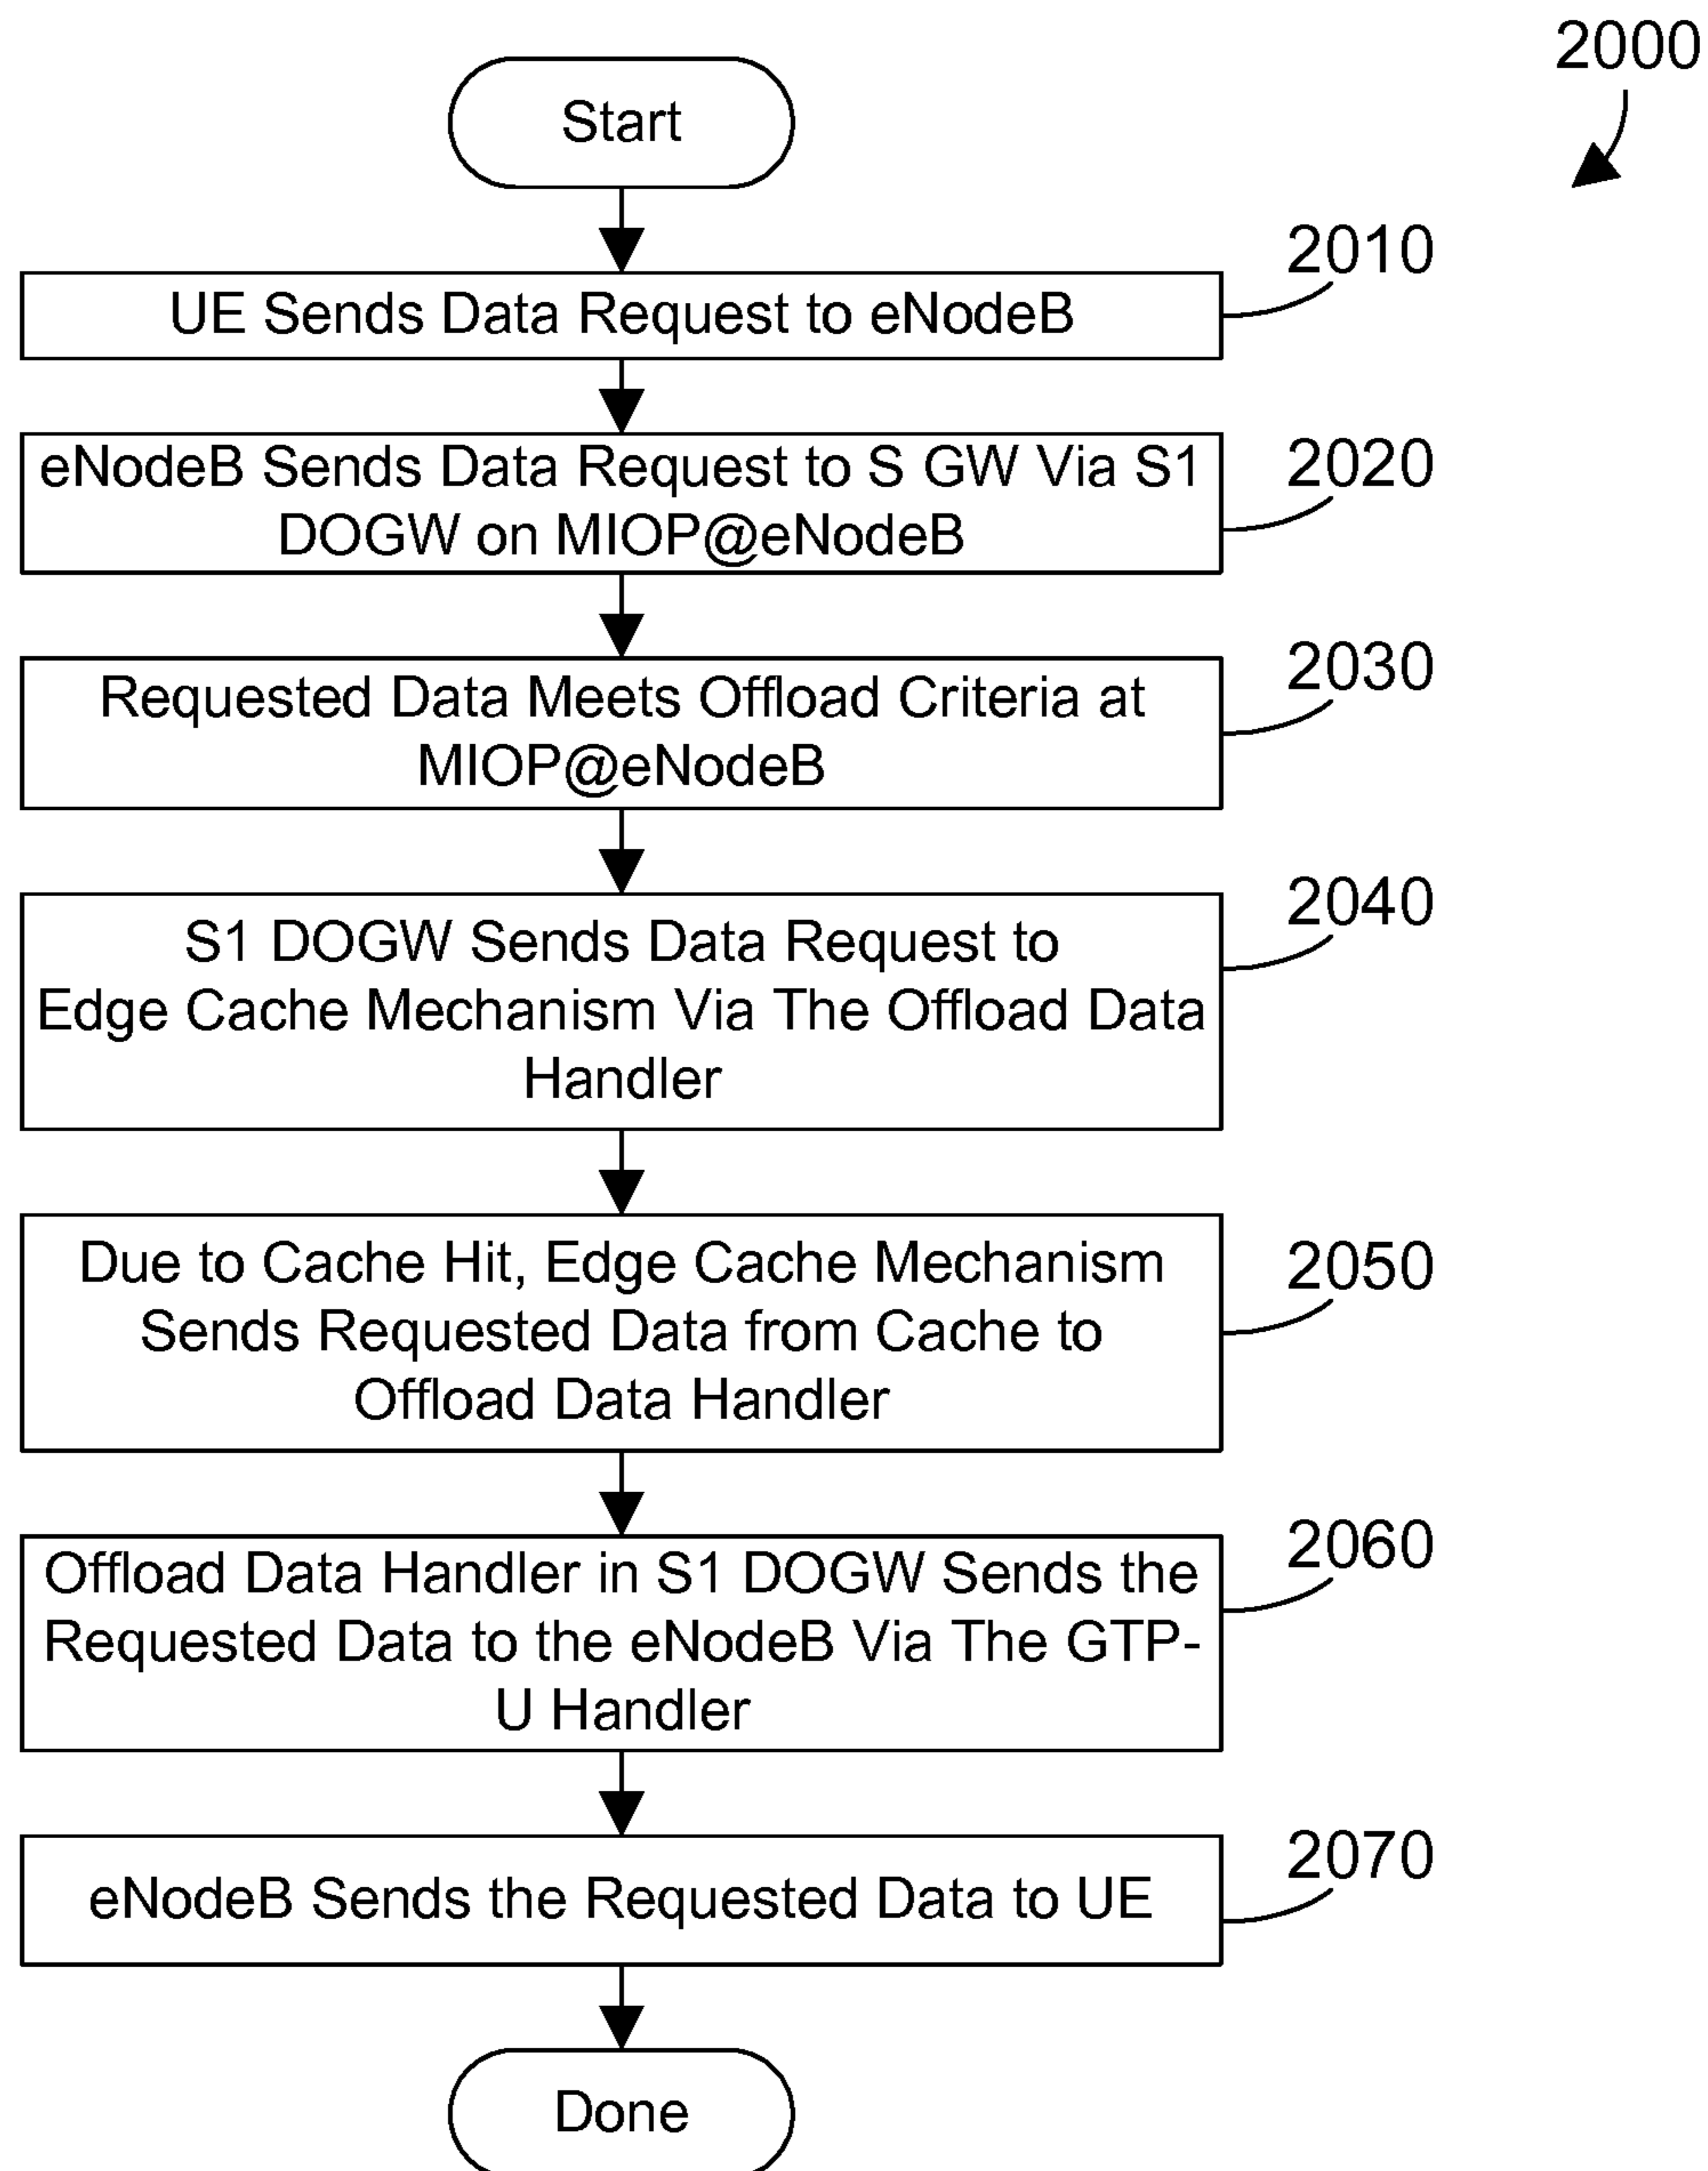 2000
Start
2010
UE Sends Data Request to eNodeB
2020
eNodeB Sends Data Request to S GW Via S1
DOGW on MIOP@eNodeB
2030
Requested Data Meets Offload Criteria at
MIOP@eNodeB
2040
S1 DOGW Sends Data Request to
Edge Cache Mechanism Via The Offload Data
Handler
2050
Due to Cache Hit, Edge Cache Mechanism
Sends Requested Data from Cache to
Offload Data Handler
2060
Offload Data Handler in S1 DOGW Sends the
Requested Data to the eNodeB Via The GTP-
U Handler
2070
eNodeB Sends the Requested Data to UE
Done